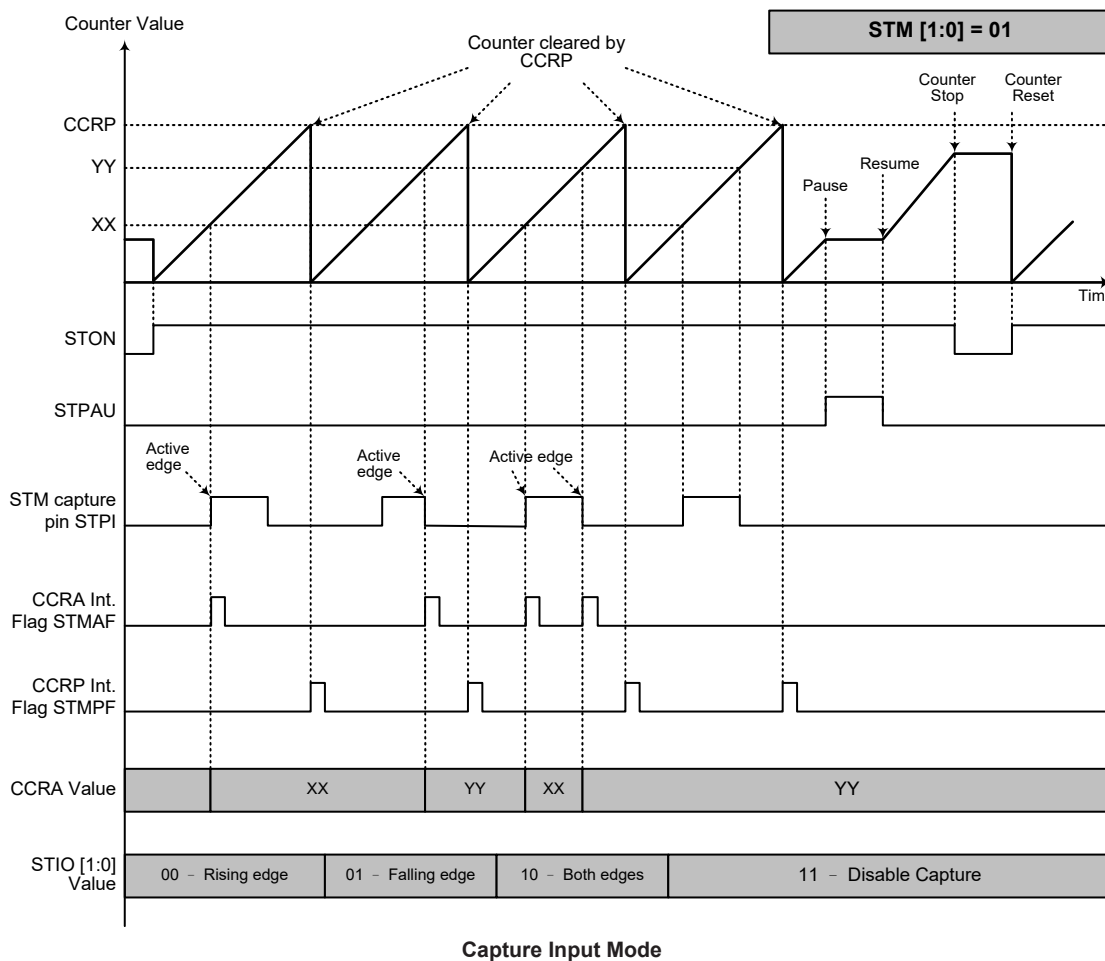 Counter Value
STM [1:0] = 01
Counter cleared by
CCRP
Counter
Stop
Counter
Reset
CCRP
YY
XX
Pause
Resume
Tim
STON
STPAU
Active
edge
Active
edge
Active edge
STM capture
pin STPI
CCRA Int.
Flag STMAF
CCRP Int.
Flag STMPF
CCRA Value
XX
YY
XX
YY
STIO [1:0]
Value
00 – Rising edge
01 – Falling edge
10 – Both edges
11 – Disable Capture
Capture Input Mode